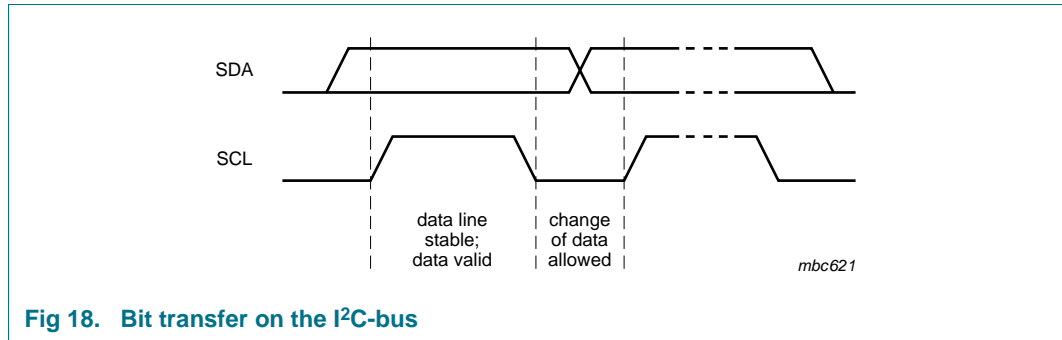 SDA
SCL
data line
stable;
data valid
change
of data
allowed
mbc621
Fig 18. Bit transfer on the I²C-bus